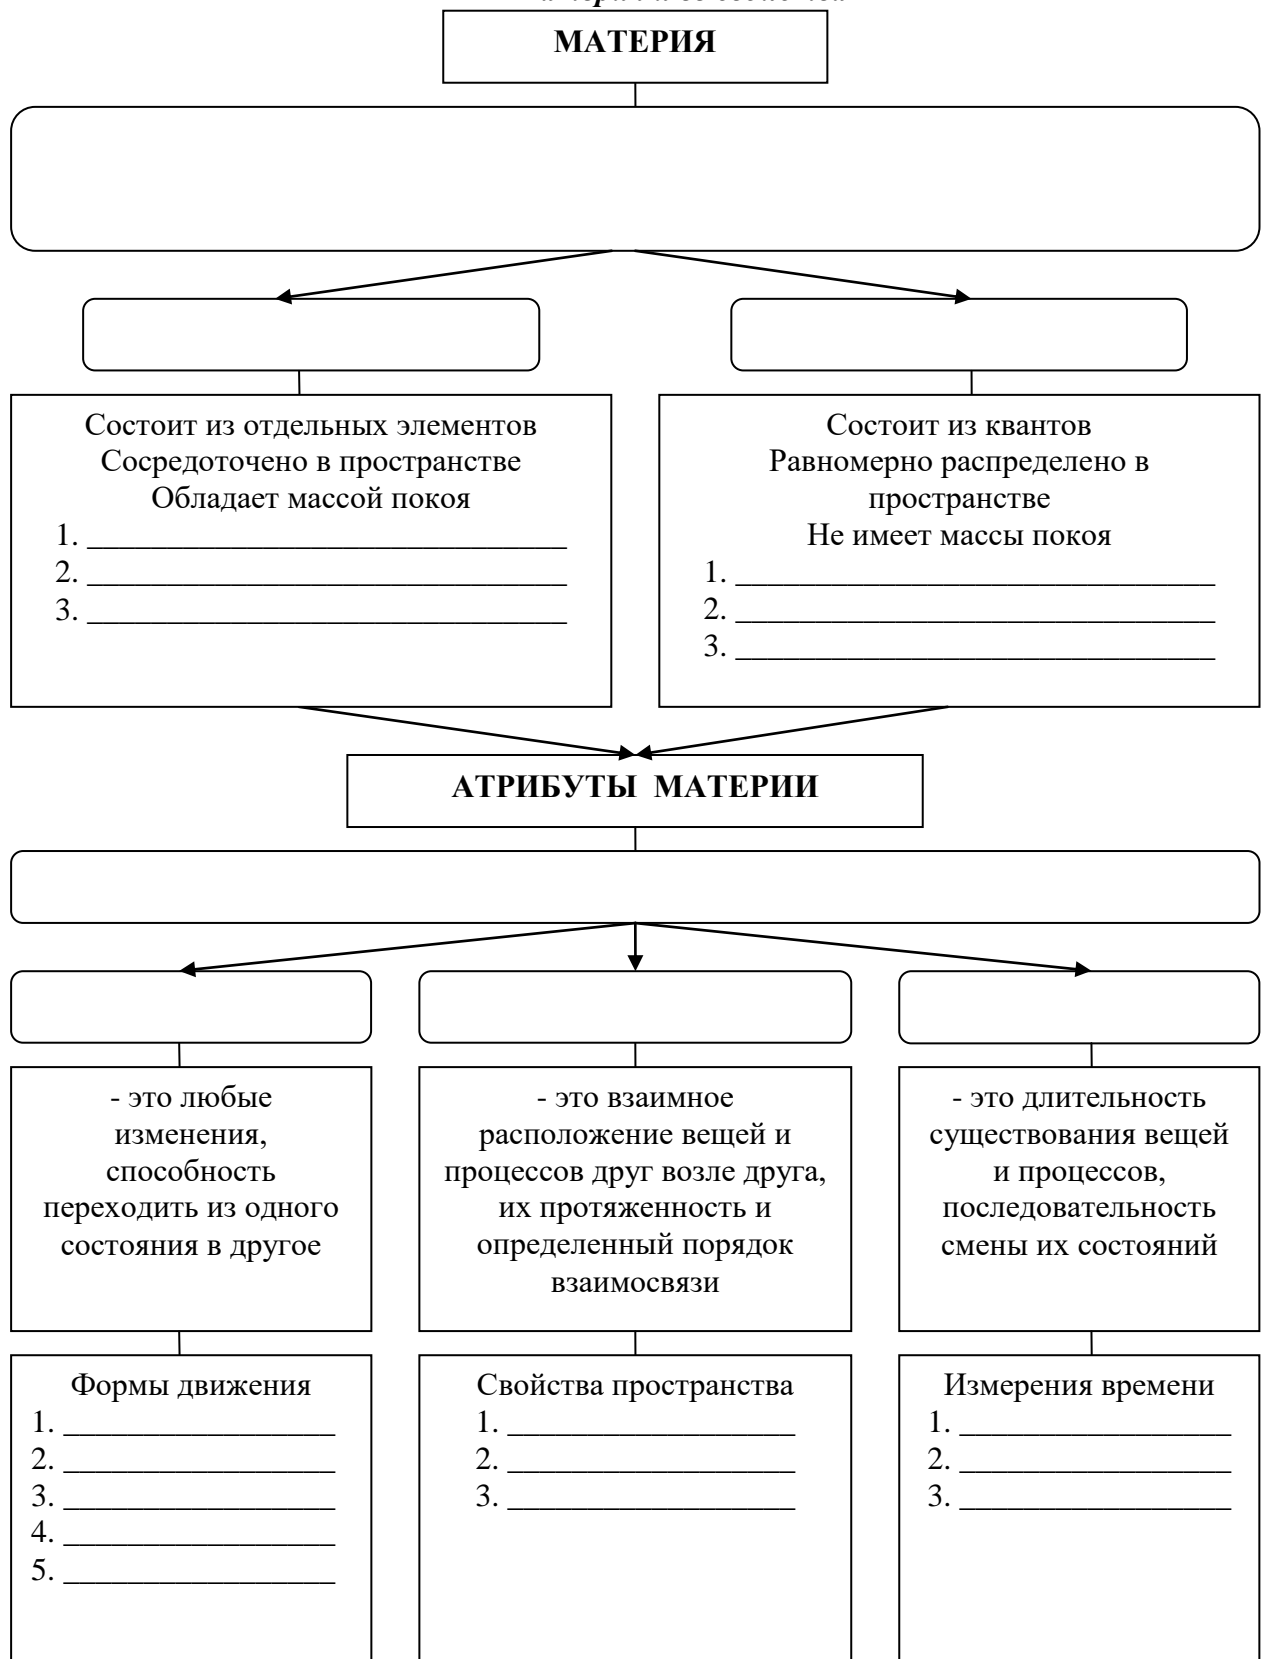 МАТЕРИЯ
Состоит из отдельных элементов
Сосредоточено в пространстве
Обладает массой покоя
1. ______________________________
2. ______________________________
3. ______________________________
Состоит из квантов
Равномерно распределено в
пространстве
Не имеет массы покоя
1. ______________________________
2. ______________________________
3. ______________________________
АТРИБУТЫ МАТЕРИИ
- это любые
изменения,
способность
переходить из одного
состояния в другое
- это взаимное
расположение вещей и
процессов друг возле друга,
их протяженность и
определенный порядок
взаимосвязи
- это длительность
существования вещей
и процессов,
последовательность
смены их состояний
Формы движения
1. _________________
2. _________________
3. _________________
4. _________________
5. _________________
Свойства пространства
1. __________________
2. __________________
3. __________________
Измерения времени
1. _________________
2. _________________
3. _________________